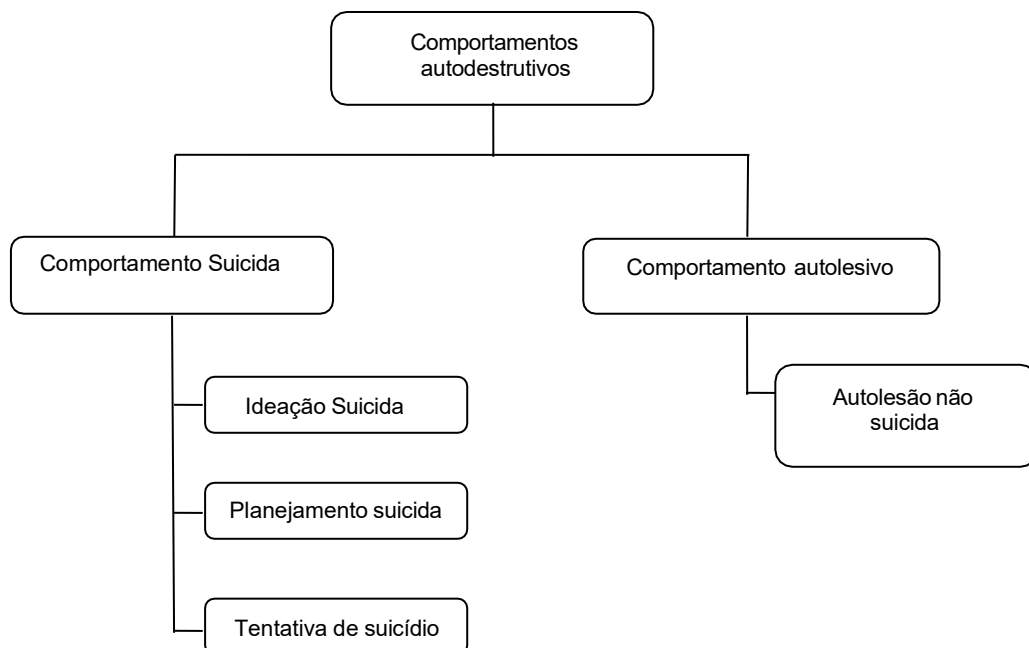 Comportamentos
autodestrutivos
Comportamento Suicida
Comportamento autolesivo
Ideação Suicida
Autolesão não
suicida
Planejamento suicida
Tentativa de suicídio